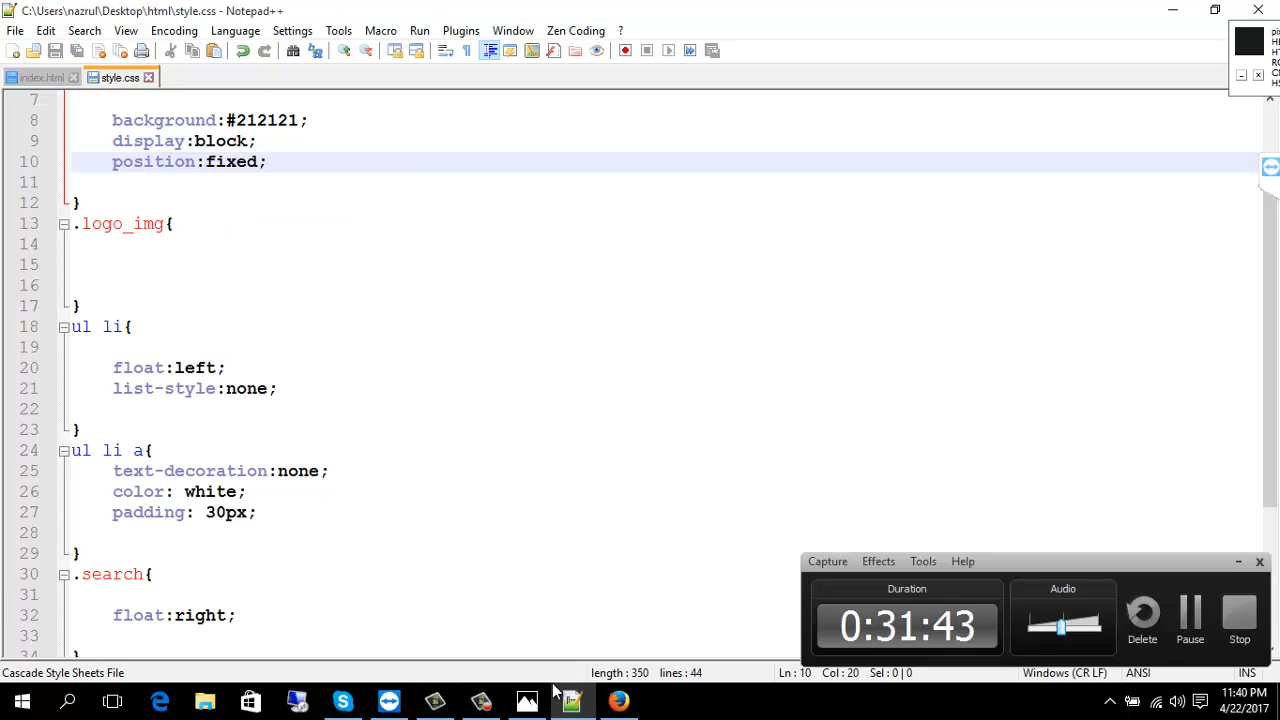 C:\Users\nazrul\Desktop\html\style.css - Notepad++
File Edit Search View Encoding Language Settings Tools Macro Run Plugins Window Zen Coding ?
index.html style.css
7
8 background:#212121;
9 display:block;
10 position:fixed;
11
12 }
13 .logo_img{
14
15
16
17 }
18 ul li{
19
20 float:left;
21 list-style:none;
22
23 }
24 ul li a{
25 text-decoration:none;
26 color: white;
27 padding: 30px;
28
29 }
30 .search{
31
32 float:right;
33
34 }
Capture Effects Tools Help
Duration Audio
0:31:43
Delete Pause Stop
Cascade Style Sheets File length : 350 lines : 44 Ln : 10 Col : 20 Sel : 0 | 0 Windows (CR LF) ANSI INS
11:40 PM
4/22/2017